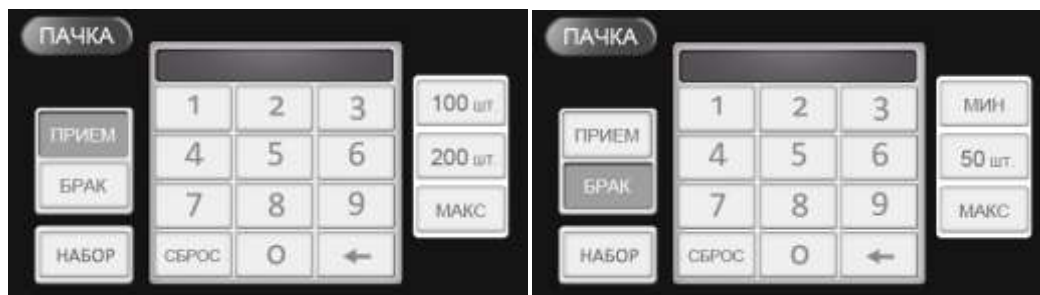 ПАЧКА
1 2 3 100 шт
ПРИЕМ
4 5 6 200 шт.
БРАК
7 8 9 МАКС
НАБОР СБРОС 0 ←
ПАЧКА
1 2 3 МИН
ПРИЕМ
4 5 6 50 шт.
БРАК
7 8 9 МАКС
НАБОР СБРОС 0 ←